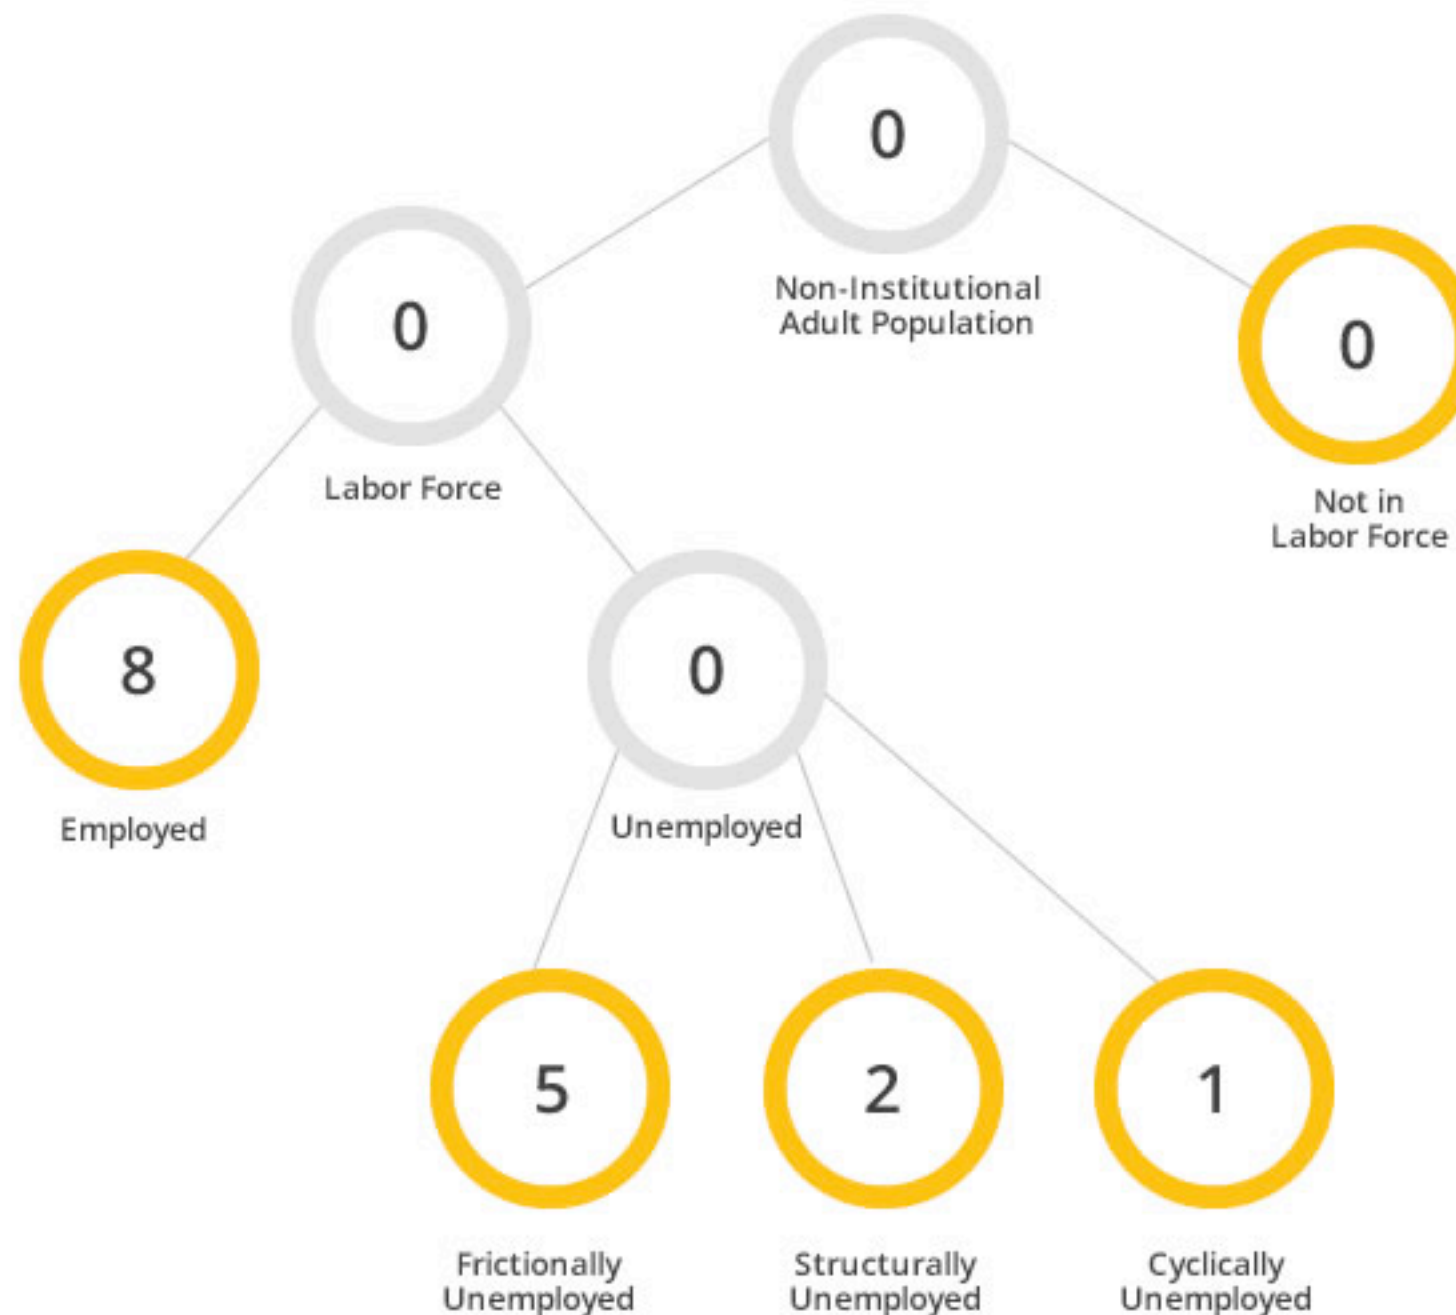 0
Non-Institutional
Adult Population
0
Labor Force
0
Not in
Labor Force
8
Employed
0
Unemployed
5
Frictionally
Unemployed
2
Structurally
Unemployed
1
Cyclically
Unemployed